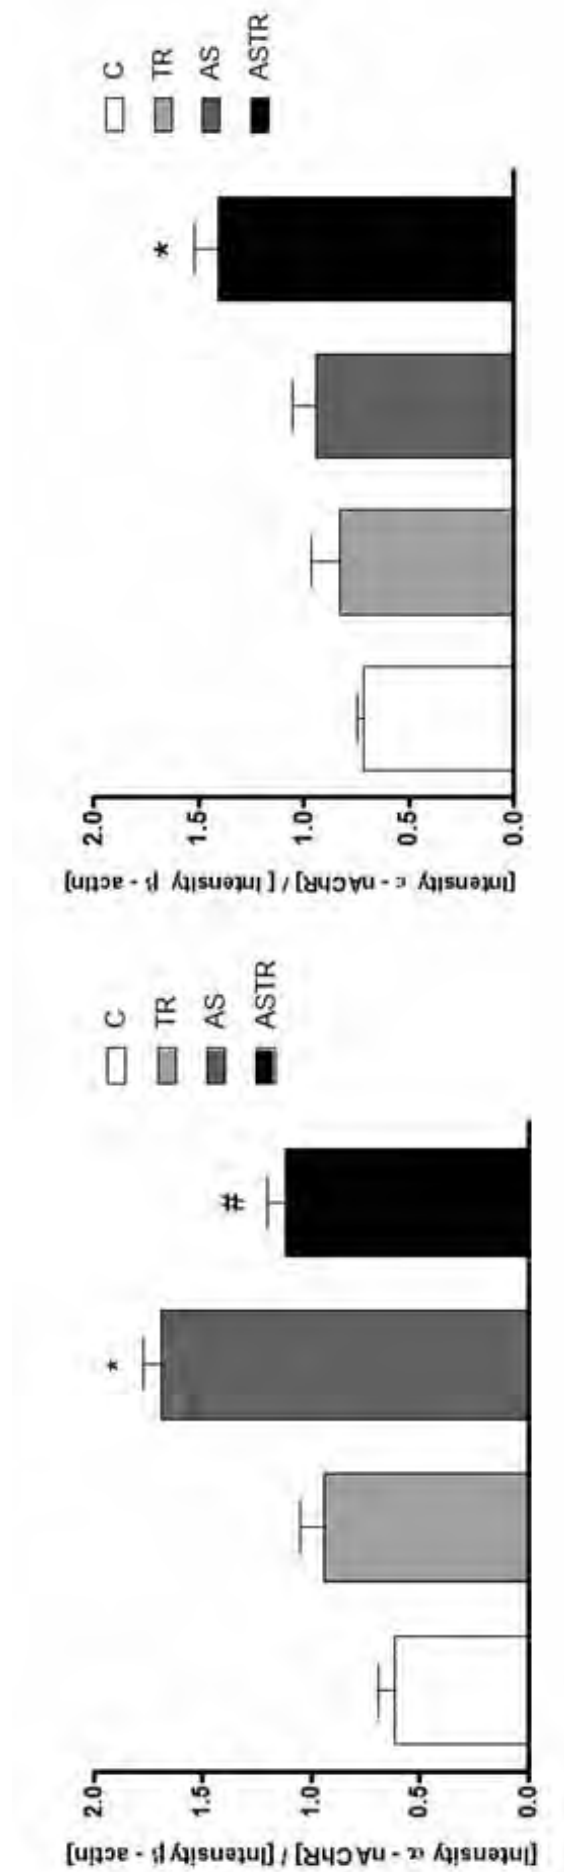 [Intensity α - nAChR] / [Intensity β - actin]
2.0
1.5
1.0
0.5
0.0
*
#
C
TR
AS
ASTR
[Intensity ε - nAChR] / [ Intensity β - actin]
2.0
1.5
1.0
0.5
0.0
*
C
TR
AS
ASTR